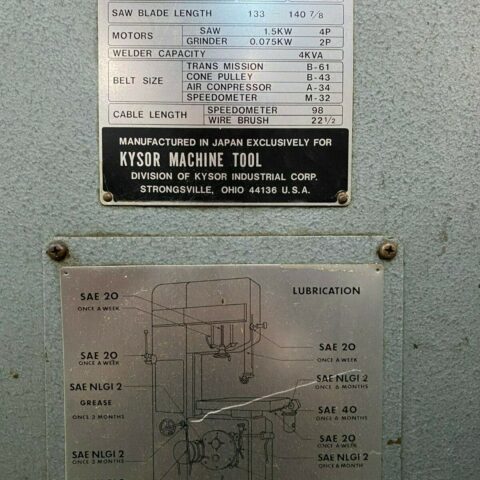 SAW BLADE LENGTH 133 140 7/8
MOTORS SAW 1.5KW 4P
GRINDER 0.075KW 2P
WELDER CAPACITY 4KVA
BELT SIZE TRANS MISSION B-61
CONE PULLEY B-43
AIR CONPRESSOR A-34
SPEEDOMETER M-32
CABLE LENGTH SPEEDOMETER 98
WIRE BRUSH 22 1/2
MANUFACTURED IN JAPAN EXCLUSIVELY FOR
KYSOR MACHINE TOOL
DIVISION OF KYSOR INDUSTRIAL CORP.
STRONGSVILLE, OHIO 44136 U.S.A.
LUBRICATION
SAE 20
ONCE A WEEK
SAE 20
ONCE A WEEK
SAE 20
ONCE A WEEK
SAE NLGI 2
GREASE
ONCE 3 MONTHS
SAE NLGI 2
ONCE 6 MONTHS
SAE 40
ONCE 6 MONTHS
SAE 20
ONCE A WEEK
SAE NLGI 2
ONCE 3 MONTHS
SAE NLGI 2
ONCE A MONTH